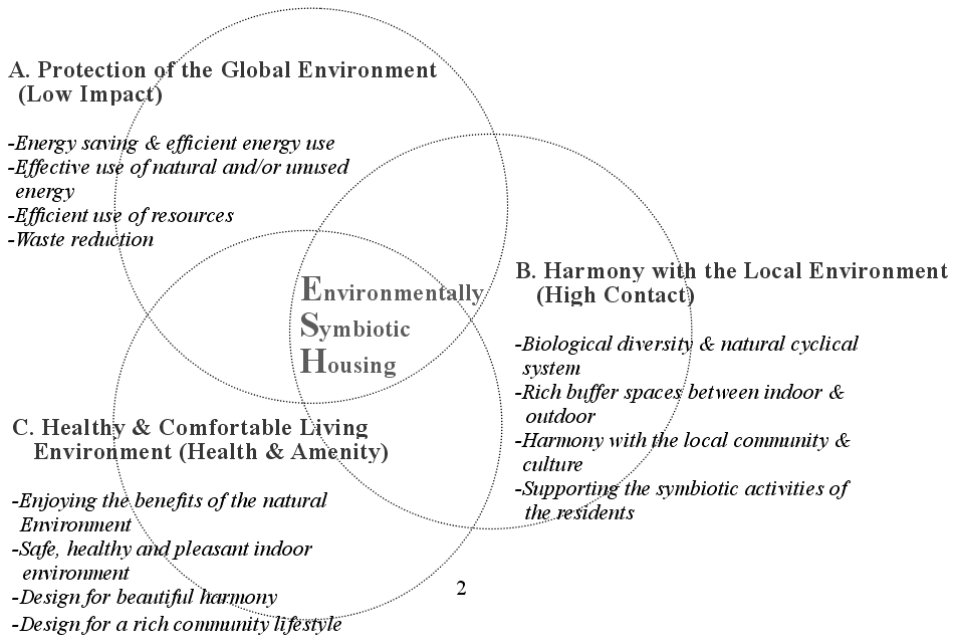 A. Protection of the Global Environment
(Low Impact)
-Energy saving & efficient energy use
-Effective use of natural and/or unused
energy
-Efficient use of resources
-Waste reduction
Environmentally
Symbiotic
Housing
B. Harmony with the Local Environment
(High Contact)
-Biological diversity & natural cyclical
system
-Rich buffer spaces between indoor &
outdoor
-Harmony with the local community &
culture
-Supporting the symbiotic activities of
the residents
C. Healthy & Comfortable Living
Environment (Health & Amenity)
-Enjoying the benefits of the natural
Environment
-Safe, healthy and pleasant indoor
environment
-Design for beautiful harmony
-Design for a rich community lifestyle
2